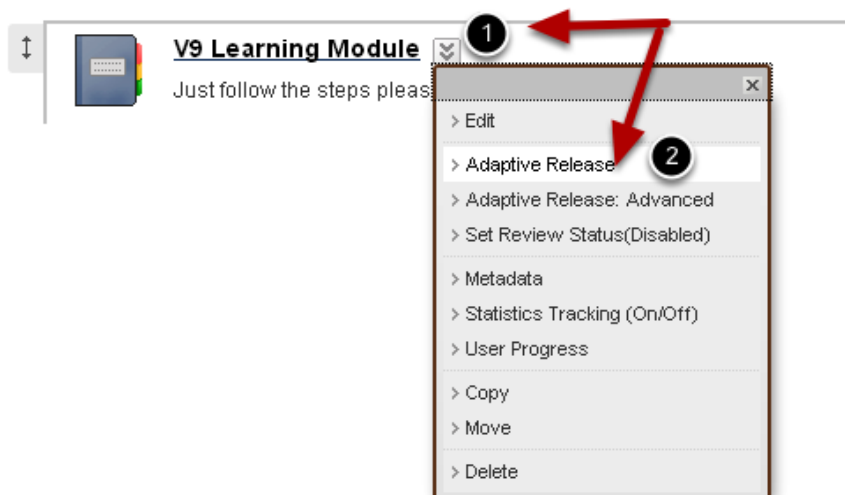 V9 Learning Module
1
Just follow the steps pleas
Edit
Adaptive Release
2
Adaptive Release: Advanced
Set Review Status(Disabled)
Metadata
Statistics Tracking (On/Off)
User Progress
Copy
Move
Delete